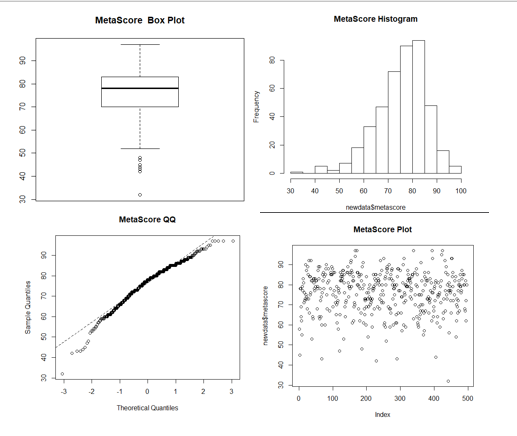 MetaScore Box Plot
90
80
70
60
50
40
30
MetaScore Histogram
Frequency
80
60
40
20
0
30 40 50 60 70 80 90 100
newdata$metascore
MetaScore QQ
Sample Quantiles
90
80
70
60
50
40
30
-3 -2 -1 0 1 2 3
Theoretical Quantiles
MetaScore Plot
newdata$metascore
90
80
70
60
50
40
30
0 100 200 300 400 500
Index